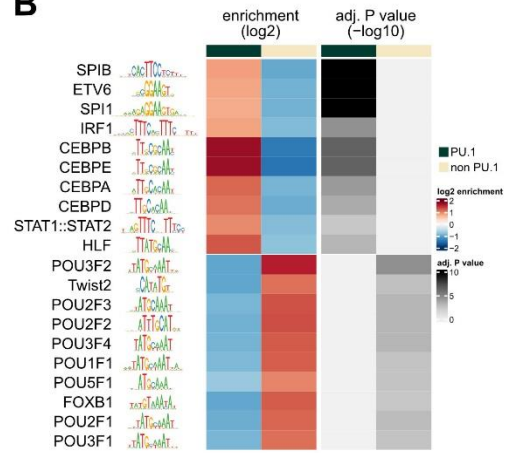 B
enrichment
(log2)
adj. P value
(−log10)
SPIB
ETV6
SPI1
IRF1
CEBPB
CEBPE
CEBPA
CEBPD
STAT1::STAT2
HLF
POU3F2
Twist2
POU2F3
POU2F2
POU3F4
POU1F1
POU5F1
FOXB1
POU2F1
POU3F1
PU.1
non PU.1
log2 enrichment
2
1
0
−1
−2
adj. P value
10
5
0